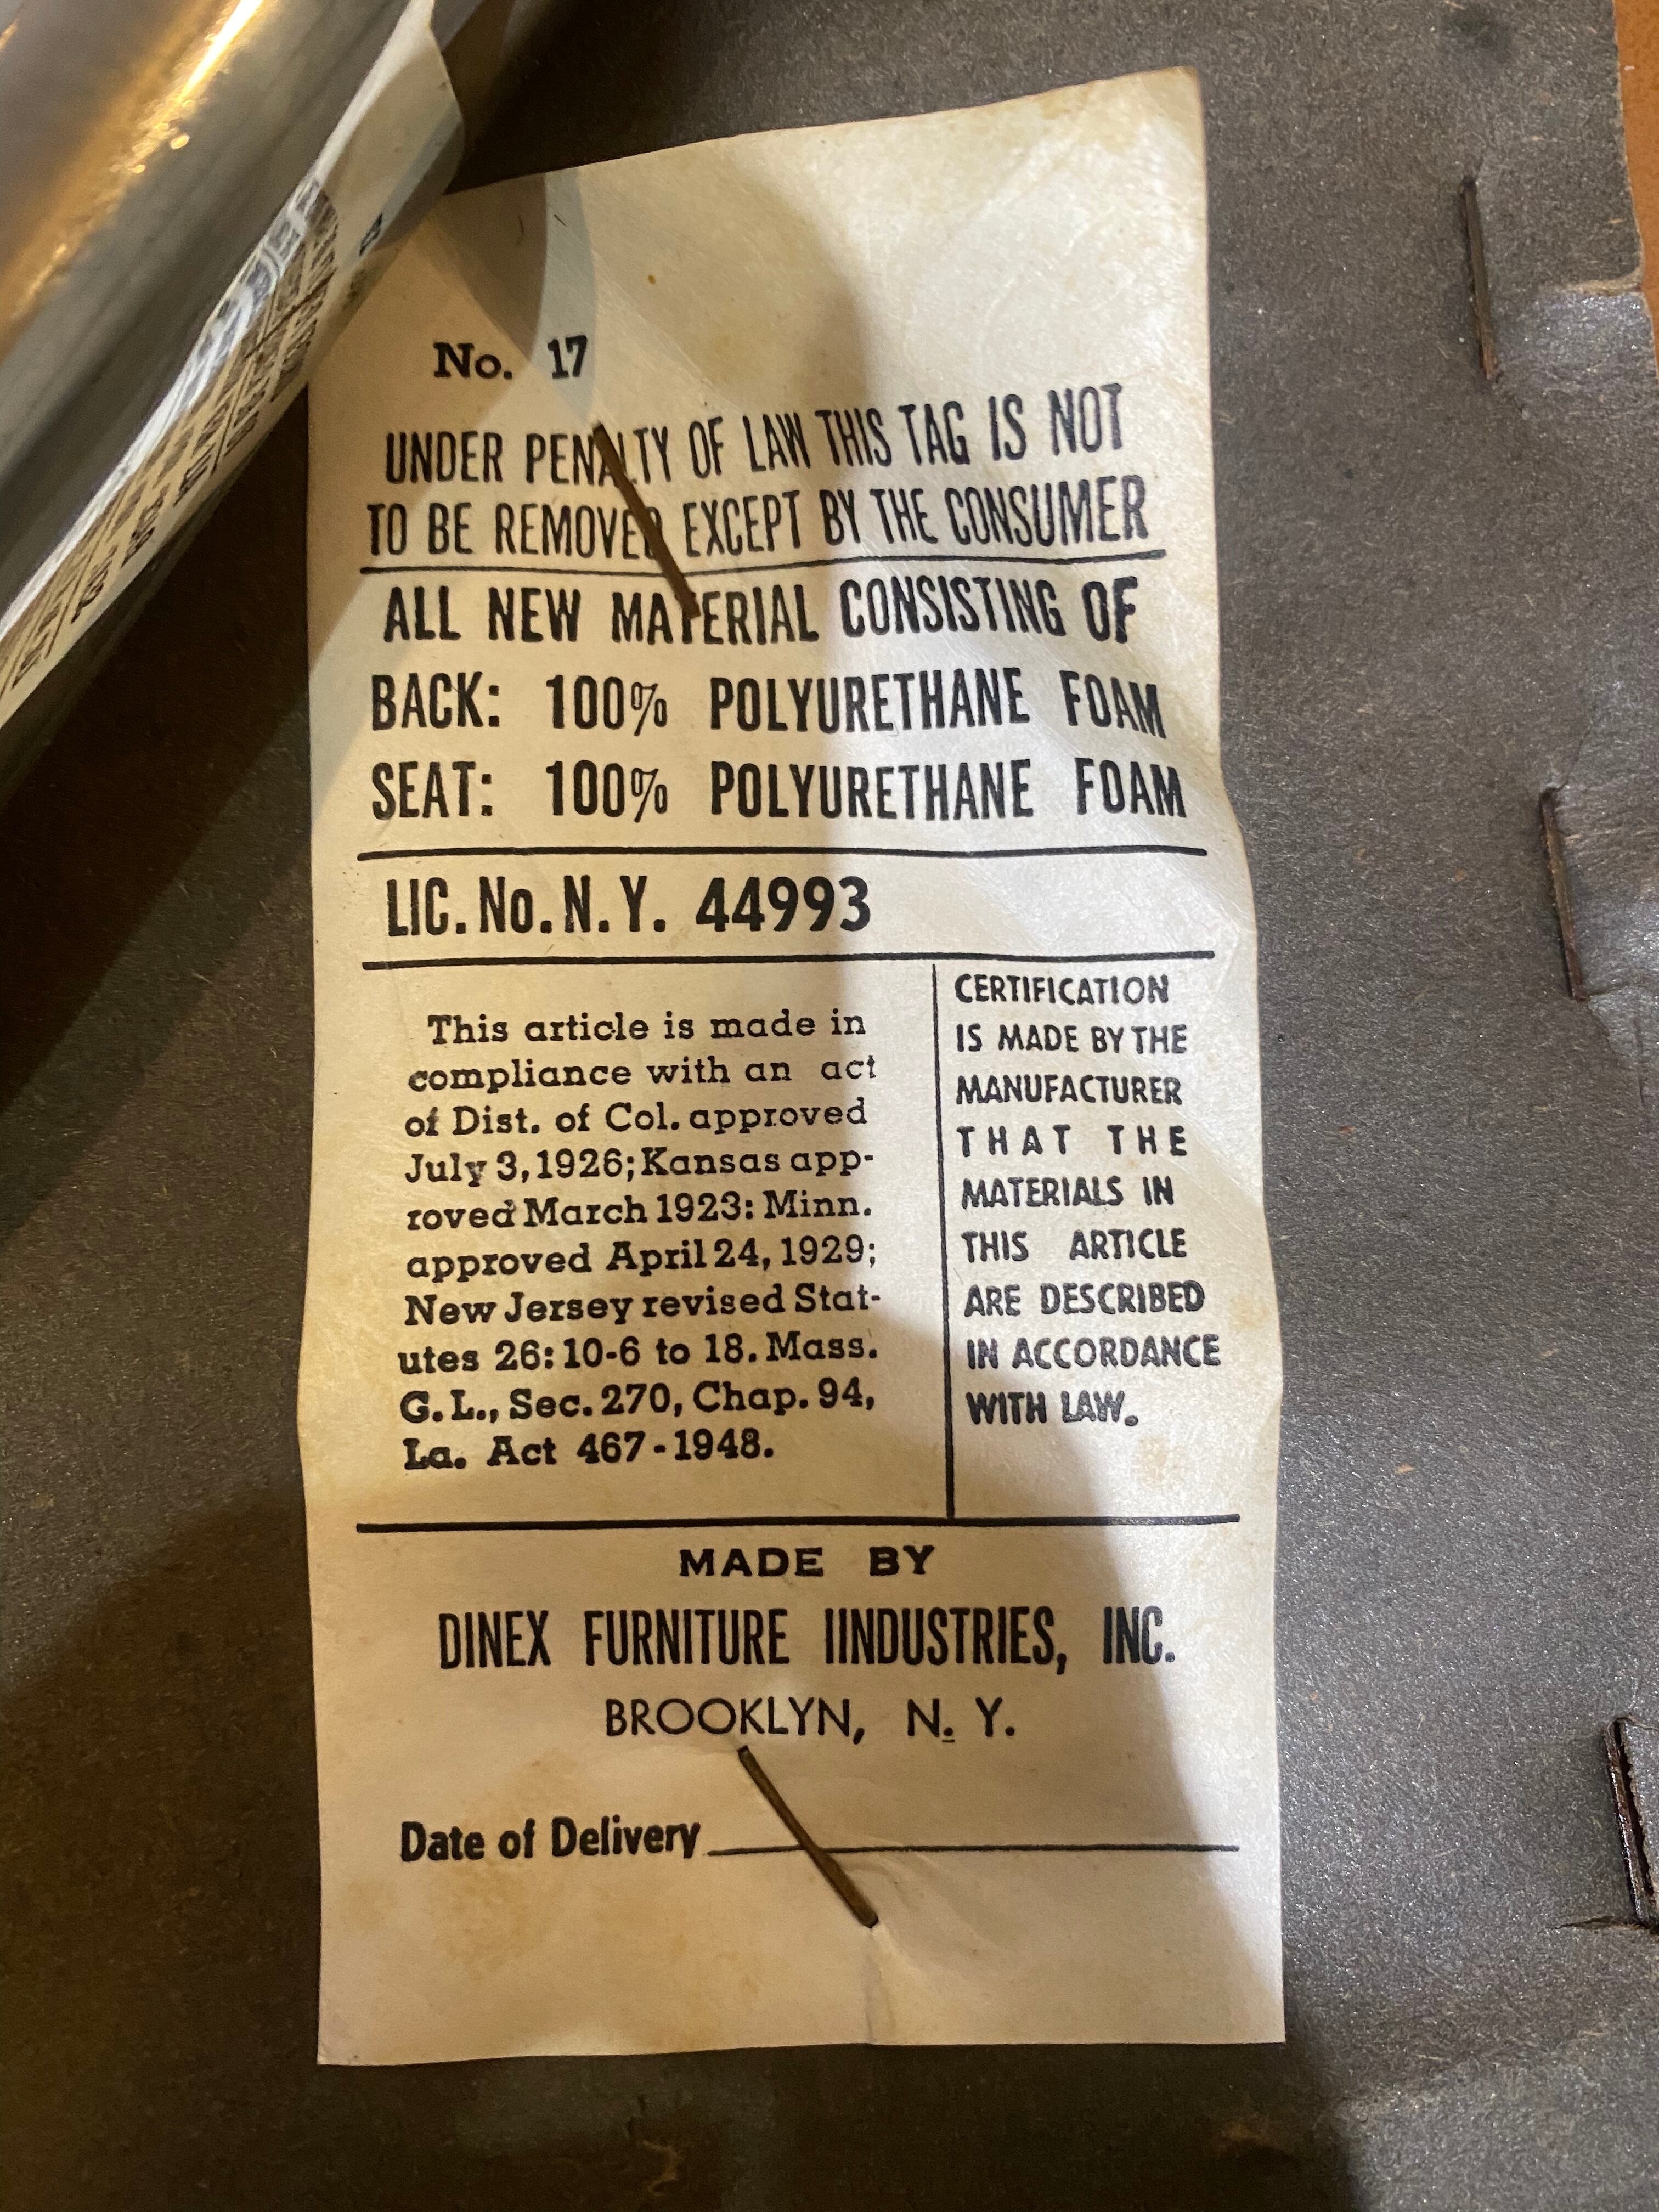 No. 17
UNDER PENALTY OF LAW THIS TAG IS NOT
TO BE REMOVED EXCEPT BY THE CONSUMER
ALL NEW MATERIAL CONSISTING OF
BACK: 100% POLYURETHANE FOAM
SEAT: 100% POLYURETHANE FOAM
LIC. No. N. Y. 44993
This article is made in
compliance with an act
of Dist. of Col. approved
July 3, 1926; Kansas app-
roved March 1923: Minn.
approved April 24, 1929;
New Jersey revised Stat-
utes 26: 10-6 to 18. Mass.
G. L., Sec. 270, Chap. 94,
La. Act 467-1948.
CERTIFICATION
IS MADE BY THE
MANUFACTURER
THAT THE
MATERIALS IN
THIS ARTICLE
ARE DESCRIBED
IN ACCORDANCE
WITH LAW.
MADE BY
DINEX FURNITURE IINDUSTRIES, INC.
BROOKLYN, N. Y.
Date of Delivery